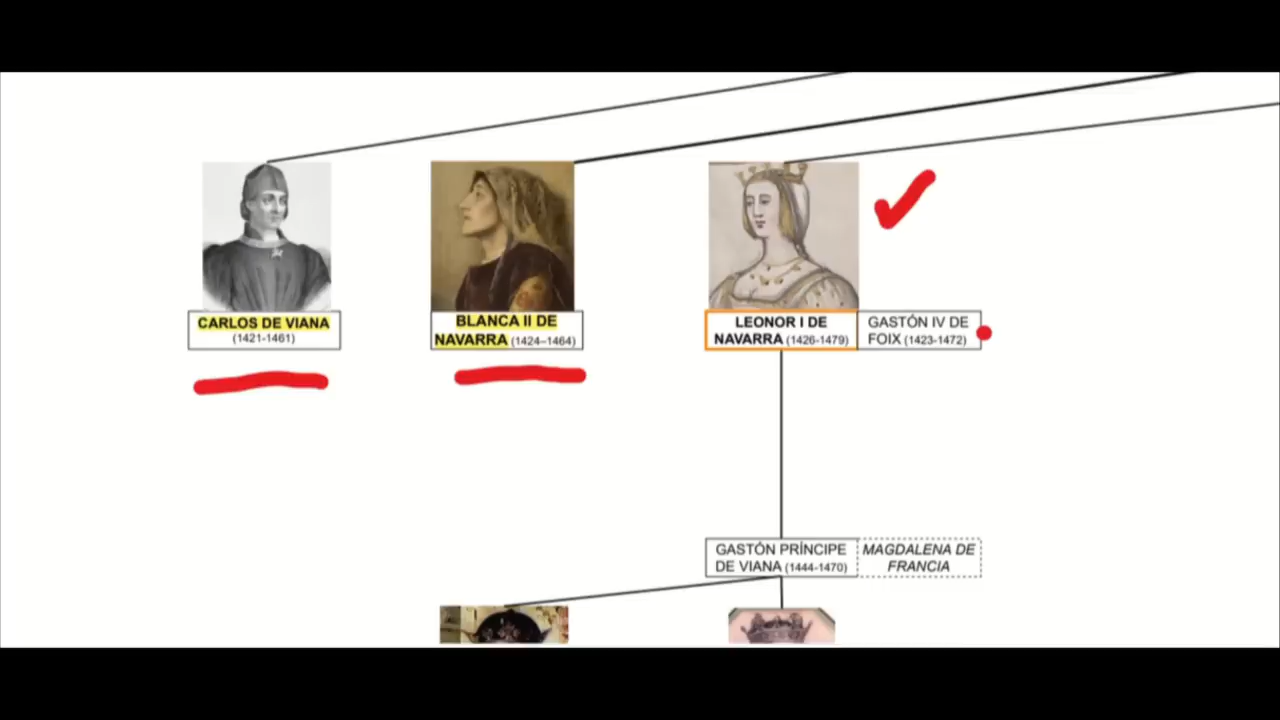 CARLOS DE VIANA
(1421-1461)
BLANCA II DE
NAVARRA (1424–1464)
LEONOR I DE
NAVARRA (1426-1479)
GASTÓN IV DE
FOIX (1423-1472)
GASTÓN PRÍNCIPE
DE VIANA (1444-1470)
MAGDALENA DE
FRANCIA